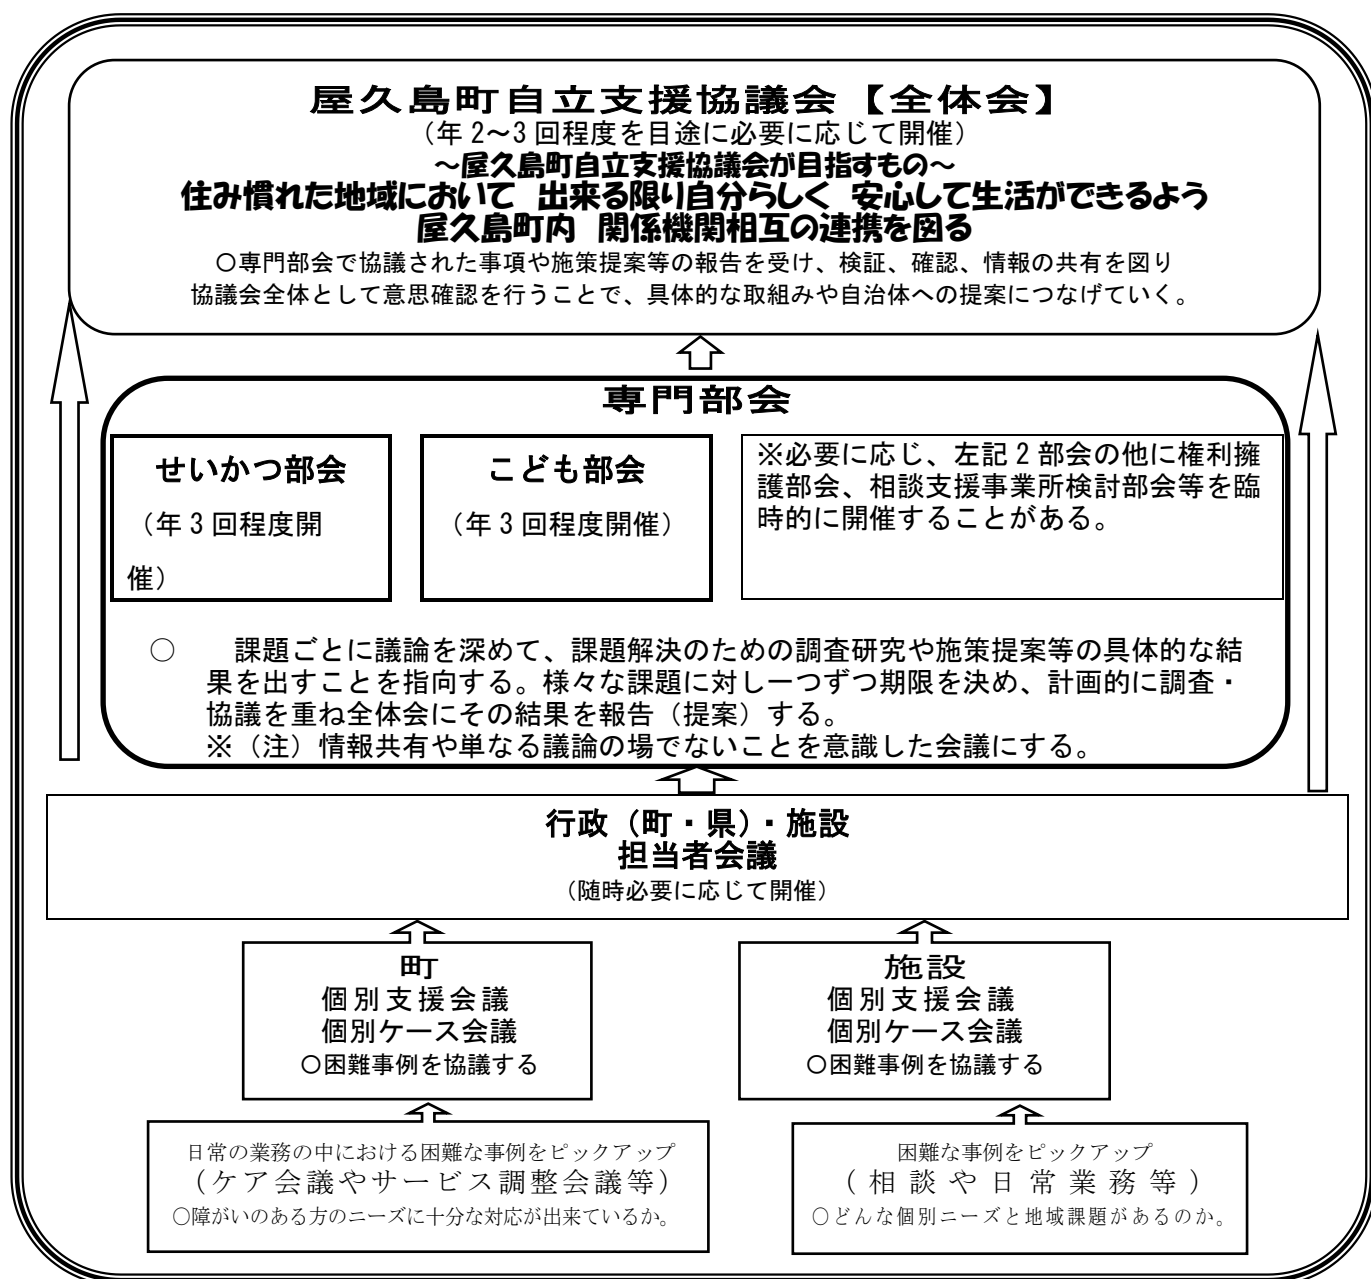 屋久島町自立支援協議会【全体会】
（年2～3回程度を目途に必要に応じて開催）
～屋久島町自立支援協議会が目指すもの～
住み慣れた地域において　出来る限り自分らしく　安心して生活ができるよう
屋久島町内　関係機関相互の連携を図る
○専門部会で協議された事項や施策提案等の報告を受け、検証、確認、情報の共有を図り
協議会全体として意思確認を行うことで、具体的な取組みや自治体への提案につなげていく。
専門部会
せいかつ部会
（年3回程度開
催）
こども部会
（年3回程度開催）
※必要に応じ、左記2部会の他に権利擁
護部会、相談支援事業所検討部会等を臨
時的に開催することがある。
○　課題ごとに議論を深めて、課題解決のための調査研究や施策提案等の具体的な結
果を出すことを指向する。様々な課題に対し一つずつ期限を決め、計画的に調査・
協議を重ね全体会にその結果を報告（提案）する。
※（注）情報共有や単なる議論の場でないことを意識した会議にする。
行政（町・県）・施設
担当者会議
（随時必要に応じて開催）
町
個別支援会議
個別ケース会議
○困難事例を協議する
施設
個別支援会議
個別ケース会議
○困難事例を協議する
日常の業務の中における困難な事例をピックアップ
（ケア会議やサービス調整会議等）
○障がいのある方のニーズに十分な対応が出来ているか。
困難な事例をピックアップ
（相談や日常業務等）
○どんな個別ニーズと地域課題があるのか。